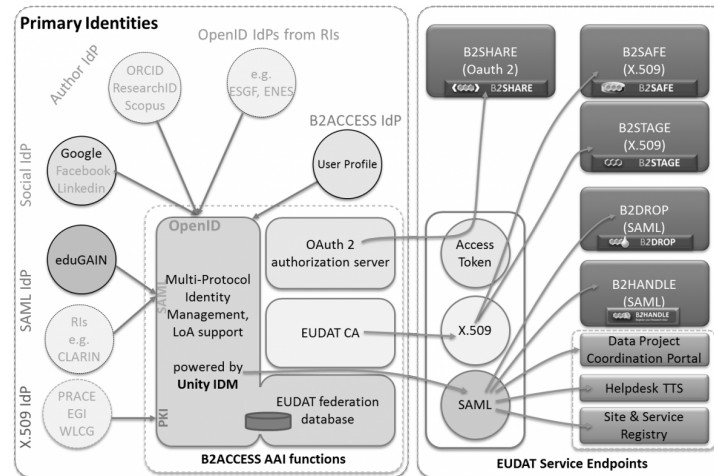 Primary Identities
Author IdP
ORCID
ResearchID
Scopus
OpenID IdPs from RIs
e.g.
ESGF, ENES
B2ACCESS IdP
User Profile
Social IdP
Google
Facebook
Linkedin
SAML IdP
eduGAIN
RIs
e.g.
CLARIN
X.509 IdP
PRACE
EGI
WLCG
OpenID
SAML
PKI
Multi-Protocol
Identity
Management,
LoA support
powered by
Unity IDM
OAuth 2
authorization server
EUDAT CA
EUDAT federation
database
B2ACCESS AAI functions
Access
Token
X.509
SAML
B2SHARE
(Oauth 2)
B2SHARE
B2SAFE
(X.509)
B2SAFE
B2STAGE
(X.509)
B2STAGE
B2DROP
(SAML)
B2DROP
B2HANDLE
(SAML)
B2HANDLE
Data Project
Coordination Portal
Helpdesk TTS
Site & Service
Registry
EUDAT Service Endpoints